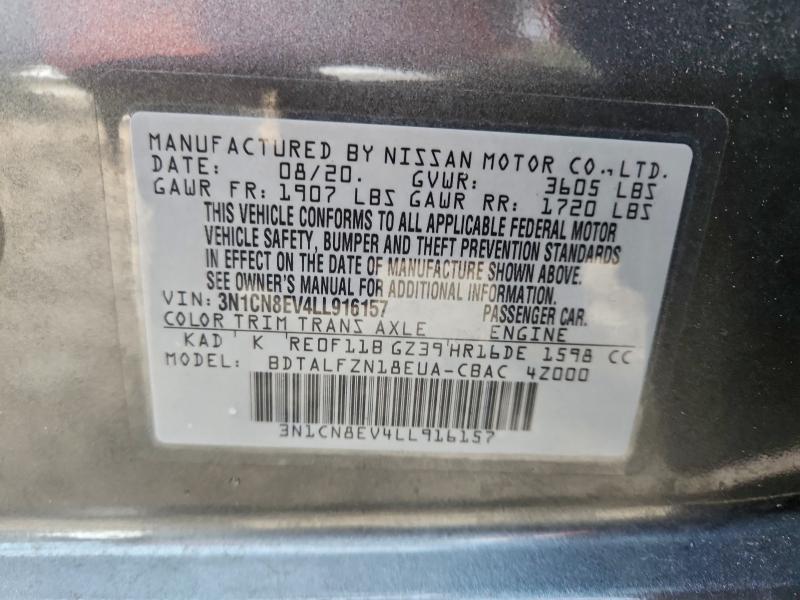 MANUFACTURED BY NISSAN MOTOR CO., LTD.
DATE: 08/20. GVWR: 3605 LBS
GAWR FR: 1907 LBS GAWR RR: 1720 LBS
THIS VEHICLE CONFORMS TO ALL APPLICABLE FEDERAL MOTOR
VEHICLE SAFETY, BUMPER AND THEFT PREVENTION STANDARDS
IN EFFECT ON THE DATE OF MANUFACTURE SHOWN ABOVE.
SEE OWNER'S MANUAL FOR ADDITIONAL INFORMATION.
VIN: 3N1CN8EV4LL916157 PASSENGER CAR.
COLOR TRIM TRANS AXLE ENGINE
KAD K RE0F11B GZ39 HR16DE 1598 CC
MODEL: BDTALFZN18EUA-CBAC 4Z000
3N1CN8EV4LL916157